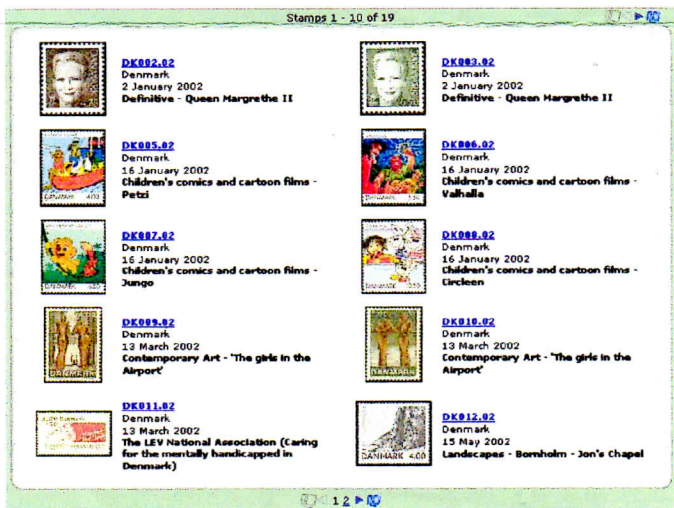 Stamps 1 - 10 of 19
DK002.02
Denmark
2 January 2002
Definitive - Queen Margrethe II
DK003.02
Denmark
2 January 2002
Definitive - Queen Margrethe II
DK005.02
Denmark
16 January 2002
Children's comics and cartoon films -
Petzi
DK006.02
Denmark
16 January 2002
Children's comics and cartoon films -
Valhalla
DK007.02
Denmark
16 January 2002
Children's comics and cartoon films -
Jungo
DK008.02
Denmark
16 January 2002
Children's comics and cartoon films -
Circleen
DK009.02
Denmark
13 March 2002
Contemporary Art - 'The girls in the
Airport'
DANMARK
DK010.02
Denmark
13 March 2002
Contemporary Art - 'The girls in the
Airport'
DANMARK
DK011.02
Denmark
13 March 2002
The LEV National Association (Caring
for the mentally handicapped in
Denmark)
DK012.02
Denmark
15 May 2002
Landscapes - Bornholm - Jon's Chapel
DANMARK 4.00
1 2